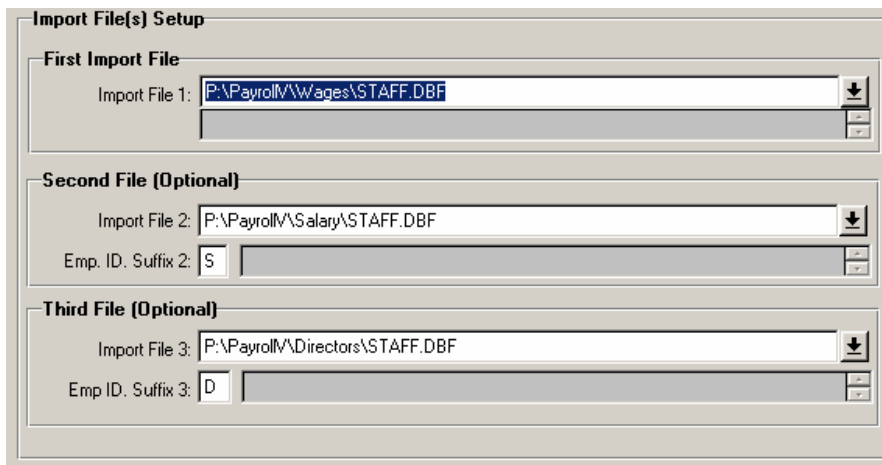 Import File(s) Setup
First Import File
Import File 1: P:\PayrollV\Wages\STAFF.DBF
Second File (Optional)
Import File 2: P:\PayrollV\Salary\STAFF.DBF
Emp. ID. Suffix 2: S
Third File (Optional)
Import File 3: P:\PayrollV\Directors\STAFF.DBF
Emp ID. Suffix 3: D